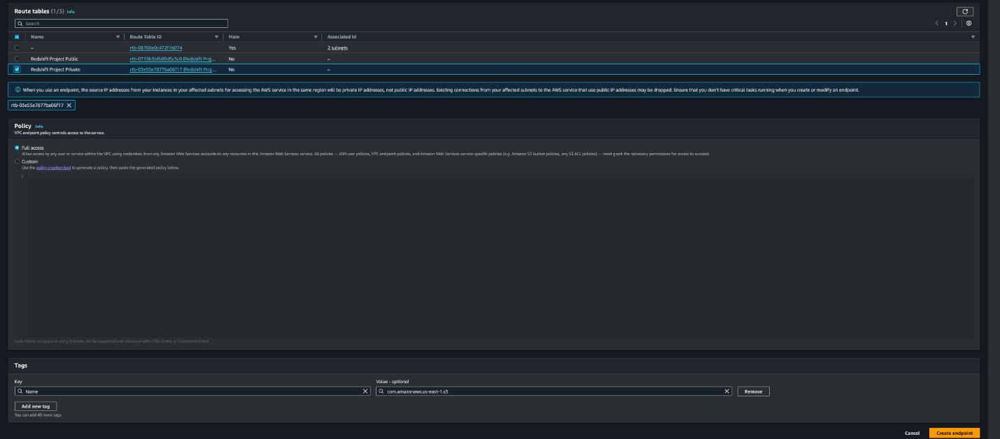 Route tables (1/3) Info
Search
1
Name Route Table ID Main Associated Id
– rtb-08760e0c472f1b074 Yes 2 subnets
Redshift Project Public rtb-0719b5bfb80d5c5c0 (Redshift Proj... No –
Redshift Project Private rtb-03e55e7877ba06f17 (Redshift Proj... No –
When you use an endpoint, the source IP addresses from your instances in your affected subnets for accessing the AWS service in the same region will be private IP addresses, not public IP addresses. Existing connections from your affected subnets to the AWS service that use public IP addresses may be dropped. Ensure that you don't have critical tasks running when you create or modify an endpoint.
rtb-03e55e7877ba06f17
Policy Info
VPC endpoint policy controls access to the service.
Full access
Allow access by any user or service within the VPC using credentials from any Amazon Web Services accounts to any resources in this Amazon Web Services service. All policies — IAM user policies, VPC endpoint policies, and Amazon Web Services service-specific policies (e.g. Amazon S3 bucket policies, any S3 ACL policies) — must grant the necessary permissions for access to succeed.
Custom
Use the policy creation tool to generate a policy, then paste the generated policy below.
1
Code blocks in square or curly brackets can be expanded and collapsed with CTRL+Enter or Command+Enter
Tags
Key Value - optional
Name com.amazonaws.us-east-1.s3 Remove
Add new tag
You can add 49 more tags.
Cancel Create endpoint